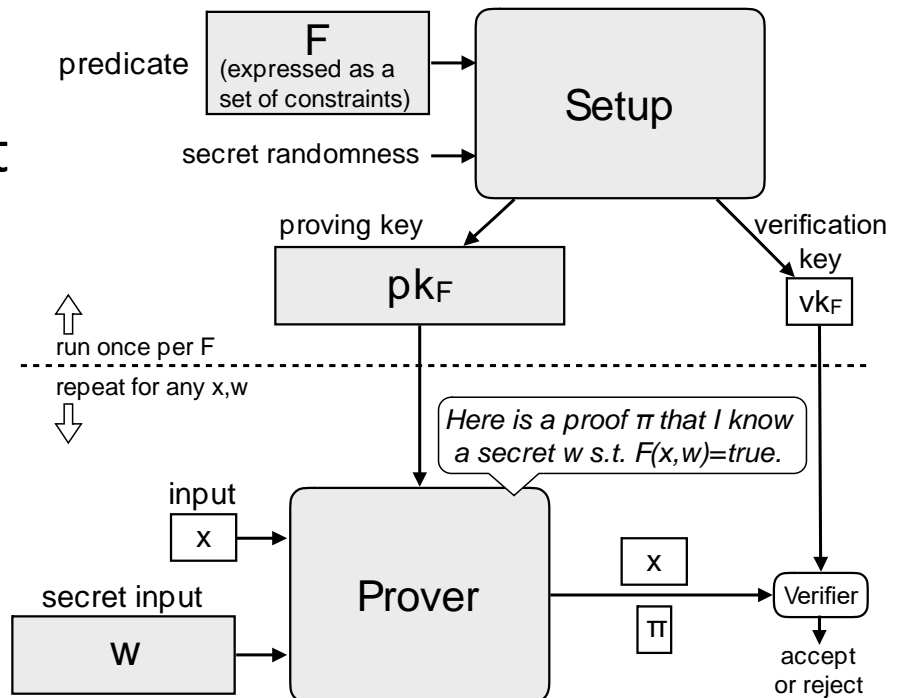 F
predicate
(expressed as a
set of constraints)
Setup
t
secret randomness
proving key
verification
key
pkF
vkF
run once per F
repeat for any x,w
Here is a proof π that I know
a secret w s.t. F(x,w)=true.
input
x
x
Prover
Verifier
secret input
π
w
accept
or reject